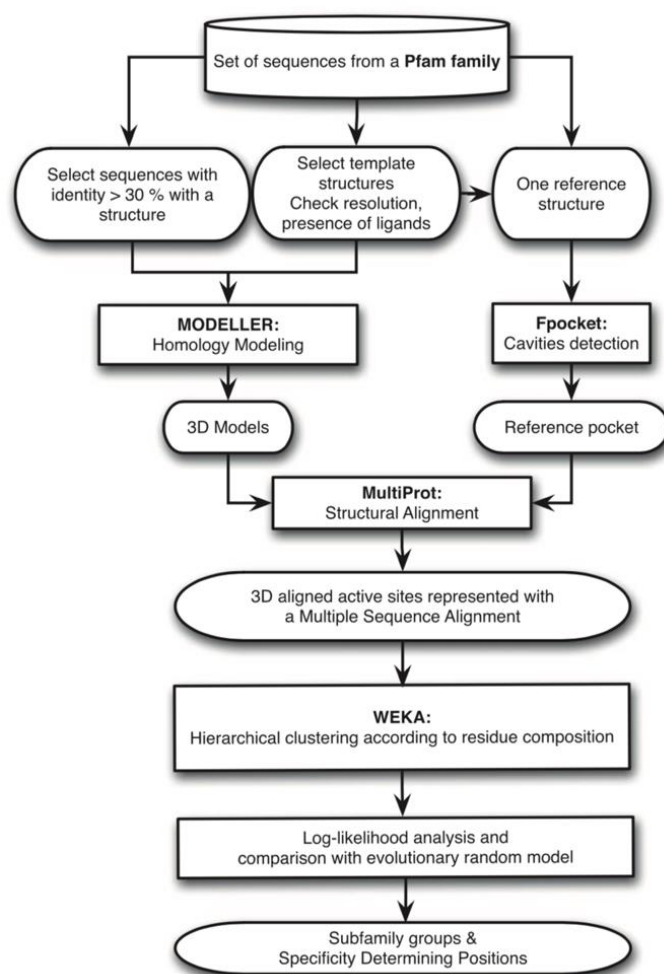 Set of sequences from a Pfam family
Select sequences with
identity > 30 % with a
structure
Select template
structures
Check resolution,
presence of ligands
One reference
structure
MODELLER:
Homology Modeling
Fpocket:
Cavities detection
3D Models
Reference pocket
MultiProt:
Structural Alignment
3D aligned active sites represented with
a Multiple Sequence Alignment
WEKA:
Hierarchical clustering according to residue composition
Log-likelihood analysis and
comparison with evolutionary random model
Subfamily groups &
Specificity Determining Positions